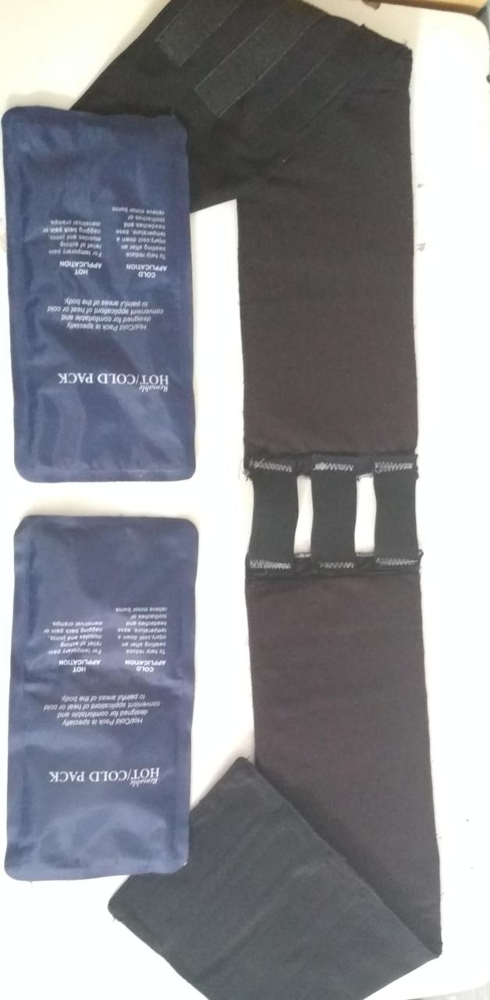 Reusable
HOT/COLD PACK
Hot/Cold Pack is specially
designed for comfortable and
convenient applicationt of heat or cold
to painful areas of the body.
COLD
APPLICATION
To help reduce
swelling after an
injury,cool down a
temperature, ease
headaches and
toothaches or
relieve minor burns
HOT
APPLICATION
For temporary pain
relief of aching
muscles and joints,
nagging back pain or
menstrual cramps.
Reusable
HOT/COLD PACK
Hot/Cold Pack is specially
designed for comfortable and
convenient applicationt of heat or cold
to painful areas of the body.
COLD
APPLICATION
To help reduce
swelling after an
injury,cool down a
temperature, ease
headaches and
toothaches or
relieve minor burns
HOT
APPLICATION
For temporary pain
relief of aching
muscles and joints,
nagging back pain or
menstrual cramps.